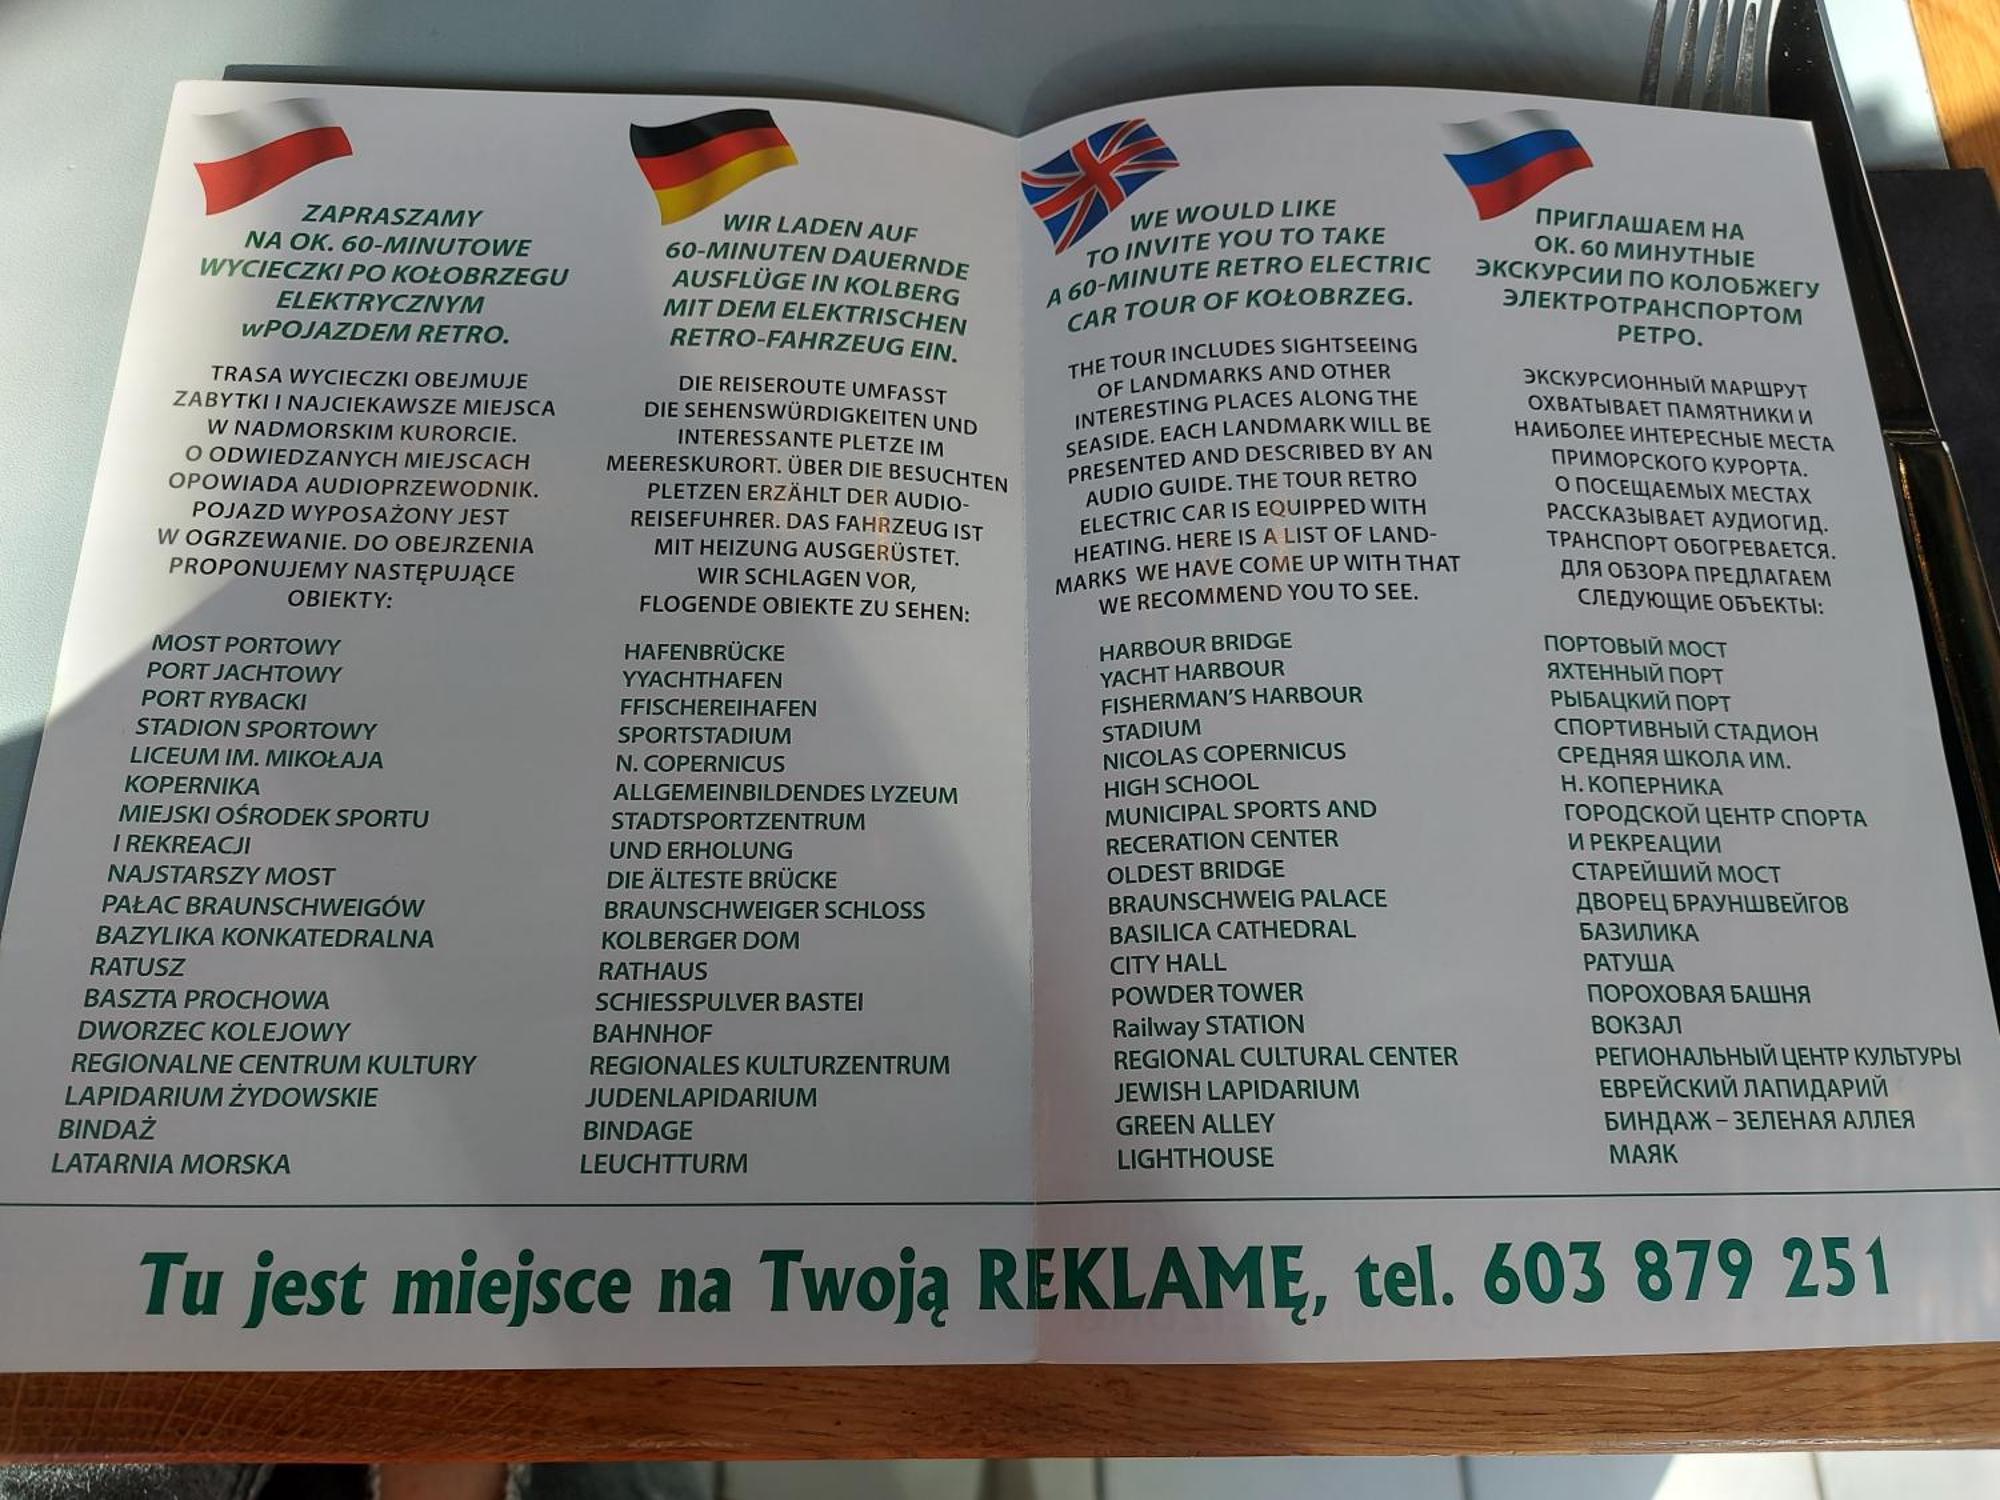 ZAPRASZAMY
NA OK. 60-MINUTOWE
WYCIECZKI PO KOŁOBRZEGU
ELEKTRYCZNYM
wPOJAZDEM RETRO.
TRASA WYCIECZKI OBEJMUJE
ZABYTKI I NAJCIEKAWSZE MIEJSCA
W NADMORSKIM KURORCIE.
O ODWIEDZANYCH MIEJSCACH
OPOWIADA AUDIOPRZEWODNIK.
POJAZD WYPOSAŻONY JEST
W OGRZEWANIE. DO OBEJRZENIA
PROPONUJEMY NASTĘPUJĄCE
OBIEKTY:
MOST PORTOWY
PORT JACHTOWY
PORT RYBACKI
STADION SPORTOWY
LICEUM IM. MIKOŁAJA
KOPERNIKA
MIEJSKI OŚRODEK SPORTU
I REKREACJI
NAJSTARSZY MOST
PAŁAC BRAUNSCHWEIGÓW
BAZYLIKA KONKATEDRALNA
RATUSZ
BASZTA PROCHOWA
DWORZEC KOLEJOWY
REGIONALNE CENTRUM KULTURY
LAPIDARIUM ŻYDOWSKIE
BINDAŻ
LATARNIA MORSKA
WIR LADEN AUF
60-MINUTEN DAUERNDE
AUSFLÜGE IN KOLBERG
MIT DEM ELEKTRISCHEN
RETRO-FAHRZEUG EIN.
DIE REISEROUTE UMFASST
DIE SEHENSWÜRDIGKEITEN UND
INTERESSANTE PLETZE IM
MEERESKURORT. ÜBER DIE BESUCHTEN
PLETZEN ERZÄHLT DER AUDIO-
REISEFUHRER. DAS FAHRZEUG IST
MIT HEIZUNG AUSGERÜSTET.
WIR SCHLAGEN VOR,
FLOGENDE OBIEKTE ZU SEHEN:
HAFENBRÜCKE
YYACHTHAFEN
FFISCHEREIHAFEN
SPORTSTADIUM
N. COPERNICUS
ALLGEMEINBILDENDES LYZEUM
STADTSPORTZENTRUM
UND ERHOLUNG
DIE ÄLTESTE BRÜCKE
BRAUNSCHWEIGER SCHLOSS
KOLBERGER DOM
RATHAUS
SCHIESSPULVER BASTEI
BAHNHOF
REGIONALES KULTURZENTRUM
JUDENLAPIDARIUM
BINDAGE
LEUCHTTURM
WE WOULD LIKE
TO INVITE YOU TO TAKE
A 60-MINUTE RETRO ELECTRIC
CAR TOUR OF KOŁOBRZEG.
THE TOUR INCLUDES SIGHTSEEING
OF LANDMARKS AND OTHER
INTERESTING PLACES ALONG THE
SEASIDE. EACH LANDMARK WILL BE
PRESENTED AND DESCRIBED BY AN
AUDIO GUIDE. THE TOUR RETRO
ELECTRIC CAR IS EQUIPPED WITH
HEATING. HERE IS A LIST OF LAND-
MARKS WE HAVE COME UP WITH THAT
WE RECOMMEND YOU TO SEE.
HARBOUR BRIDGE
YACHT HARBOUR
FISHERMAN'S HARBOUR
STADIUM
NICOLAS COPERNICUS
HIGH SCHOOL
MUNICIPAL SPORTS AND
RECERATION CENTER
OLDEST BRIDGE
BRAUNSCHWEIG PALACE
BASILICA CATHEDRAL
CITY HALL
POWDER TOWER
Railway STATION
REGIONAL CULTURAL CENTER
JEWISH LAPIDARIUM
GREEN ALLEY
LIGHTHOUSE
ПРИГЛАШАЕМ НА
ОК. 60 МИНУТНЫЕ
ЭКСКУРСИИ ПО КОЛОБЖЕГУ
ЭЛЕКТРОТРАНСПОРТОМ
РЕТРО.
ЭКСКУРСИОННЫЙ МАРШРУТ
ОХВАТЫВАЕТ ПАМЯТНИКИ И
НАИБОЛЕЕ ИНТЕРЕСНЫЕ МЕСТА
ПРИМОРСКОГО КУРОРТА.
О ПОСЕЩАЕМЫХ МЕСТАХ
РАССКАЗЫВАЕТ АУДИОГИД.
ТРАНСПОРТ ОБОГРЕВАЕТСЯ.
ДЛЯ ОБЗОРА ПРЕДЛАГАЕМ
СЛЕДУЮЩИЕ ОБЪЕКТЫ:
ПОРТОВЫЙ МОСТ
ЯХТЕННЫЙ ПОРТ
РЫБАЦКИЙ ПОРТ
СПОРТИВНЫЙ СТАДИОН
СРЕДНЯЯ ШКОЛА ИМ.
Н. КОПЕРНИКА
ГОРОДСКОЙ ЦЕНТР СПОРТА
И РЕКРЕАЦИИ
СТАРЕЙШИЙ МОСТ
ДВОРЕЦ БРАУНШВЕЙГОВ
БАЗИЛИКА
РАТУША
ПОРОХОВАЯ БАШНЯ
ВОКЗАЛ
РЕГИОНАЛЬНЫЙ ЦЕНТР КУЛЬТУРЫ
ЕВРЕЙСКИЙ ЛАПИДАРИЙ
БИНДАЖ – ЗЕЛЕНАЯ АЛЛЕЯ
МАЯК
Tu jest miejsce na Twoją REKLAMĘ, tel. 603 879 251